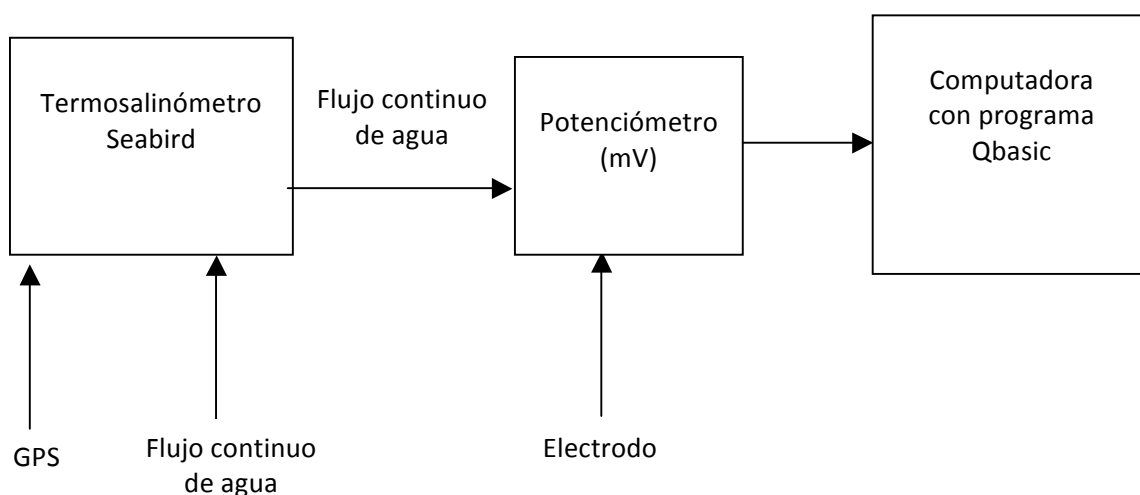 Termosalinómetro
Seabird
Flujo continuo
de agua
Potenciómetro
(mV)
Computadora
con programa
Qbasic
GPS
Flujo continuo
de agua
Electrodo